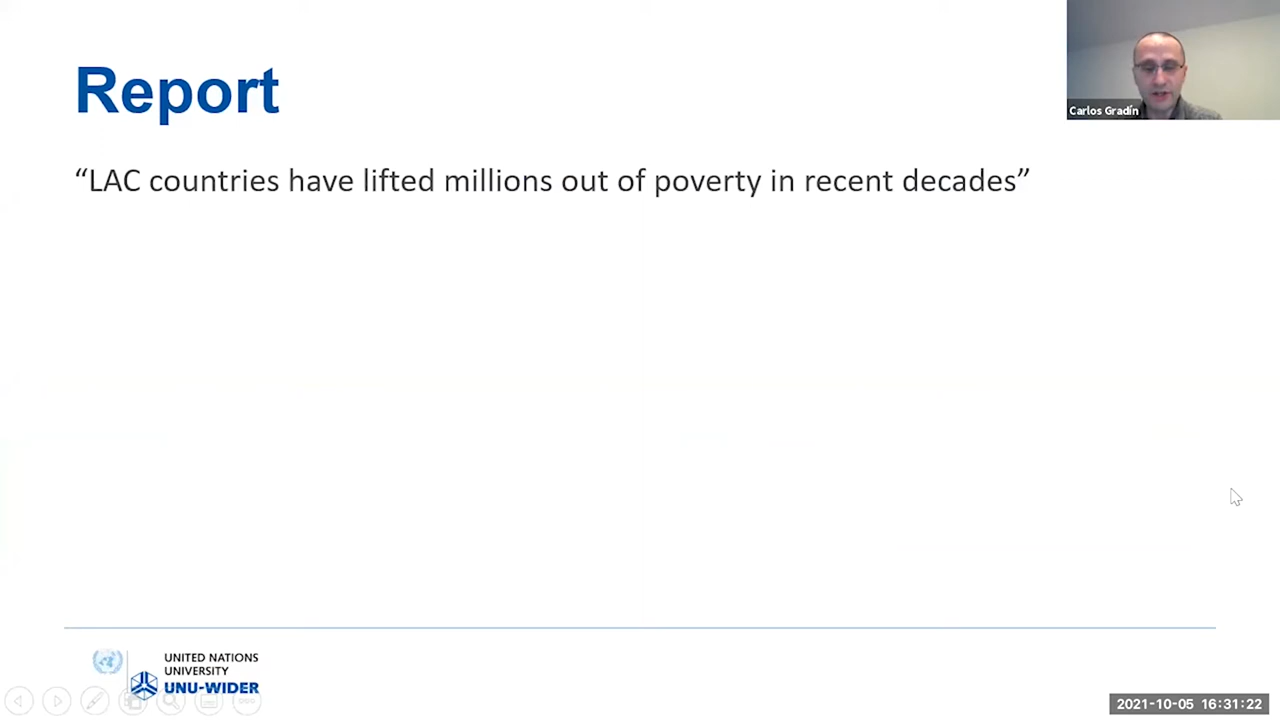 Report
Carlos Gradín
“LAC countries have lifted millions out of poverty in recent decades”
UNITED NATIONS
UNIVERSITY
UNU-WIDER
2021-10-05 16:31:22